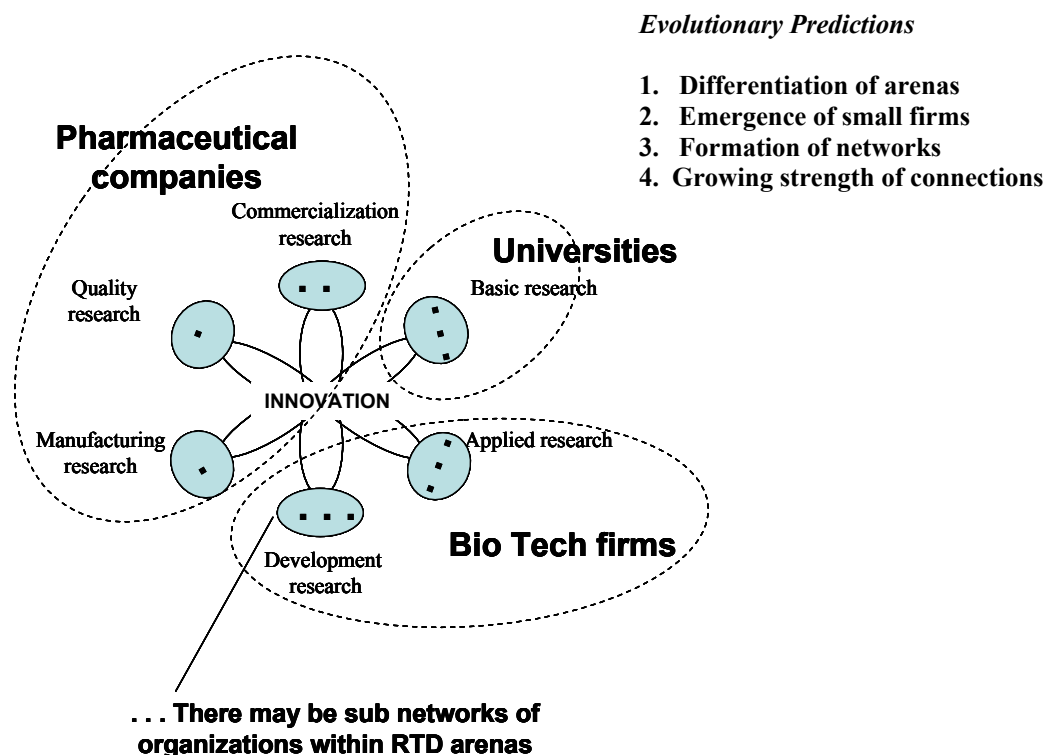 Evolutionary Predictions
1. Differentiation of arenas
2. Emergence of small firms
3. Formation of networks
4. Growing strength of connections
Pharmaceutical
companies
Commercialization
research
Universities
Basic research
Quality
research
INNOVATION
Manufacturing
research
Applied research
Bio Tech firms
Development
research
. . . There may be sub networks of
organizations within RTD arenas